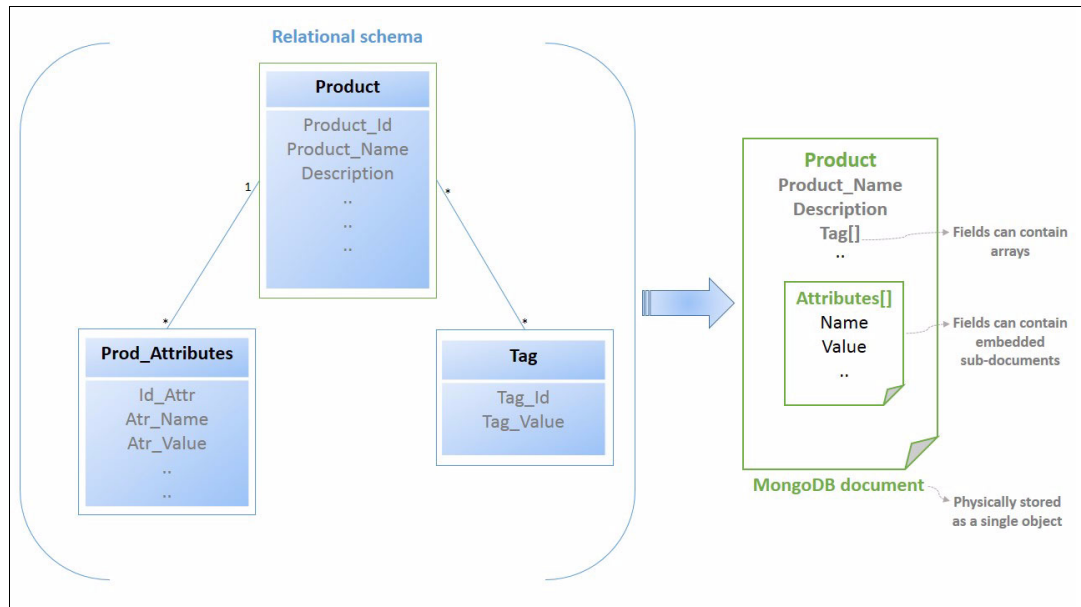 Relational schema
Product
Product_Id
Product_Name
Description
..
..
..
1
*
*
*
Prod_Attributes
Id_Attr
Atr_Name
Atr_Value
..
..
Tag
Tag_Id
Tag_Value
Product
Product_Name
Description
Tag[]
..
Attributes[]
Name
Value
..
MongoDB document
Fields can contain
arrays
Fields can contain
embedded
sub-documents
Physically stored
as a single object